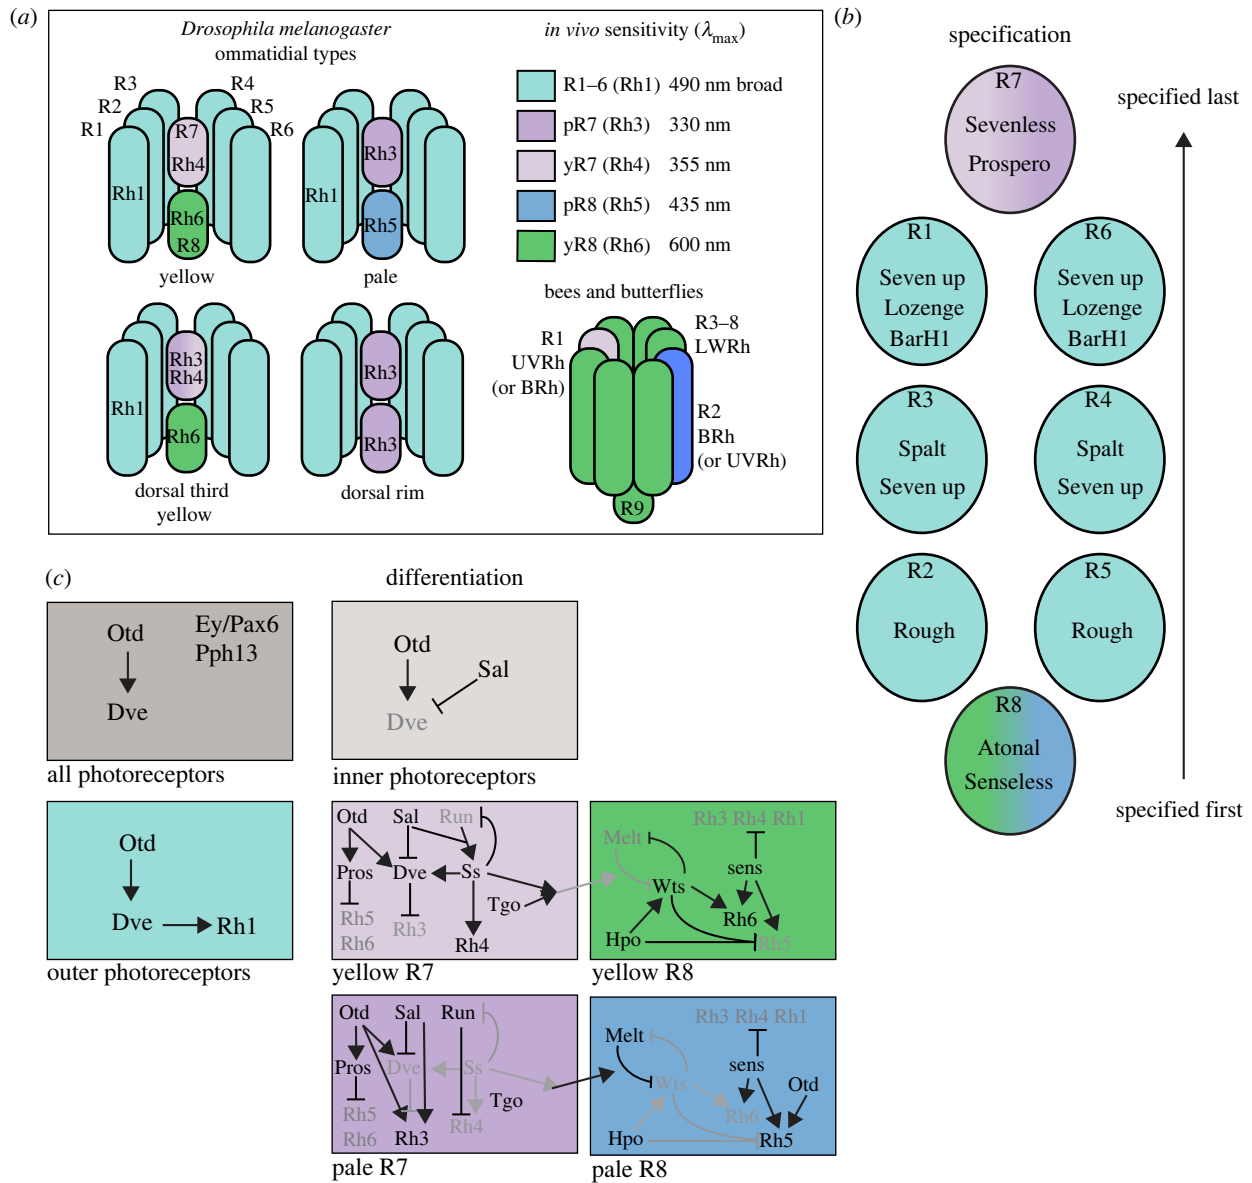 (a)
Drosophila melanogaster
ommatidial types
in vivo sensitivity (λmax)
R3
R4
R2
R5
R1
R6
R7
Rh4
Rh1
Rh6
R8
yellow
Rh3
Rh1
Rh5
pale
R1–6 (Rh1) 490 nm broad
pR7 (Rh3) 330 nm
yR7 (Rh4) 355 nm
pR8 (Rh5) 435 nm
yR8 (Rh6) 600 nm
Rh3
Rh4
Rh1
Rh6
dorsal third
yellow
Rh3
Rh3
dorsal rim
bees and butterflies
R1
UVRh
(or BRh)
R3–8
LWRh
R2
BRh
(or UVRh)
R9
(b)
specification
specified last
R7
Sevenless
Prospero
R1
Seven up
Lozenge
BarH1
R6
Seven up
Lozenge
BarH1
R3
Spalt
Seven up
R4
Spalt
Seven up
R2
Rough
R5
Rough
R8
Atonal
Senseless
specified first
(c)
differentiation
Otd
Ey/Pax6
Pph13
Dve
all photoreceptors
Otd
Sal
Dve
inner photoreceptors
Otd
Dve
Rh1
outer photoreceptors
Otd
Sal
Run
Pros
Dve
Ss
Tgo
Rh5
Rh6
Rh3
Rh4
yellow R7
Rh3 Rh4 Rh1
Melt
sens
Wts
Rh6
Hpo
Rh5
yellow R8
Otd
Sal
Run
Pros
Dve
Ss
Tgo
Rh5
Rh6
Rh3
Rh4
pale R7
Rh3 Rh4 Rh1
Melt
sens
Wts
Otd
Rh6
Hpo
Rh5
pale R8